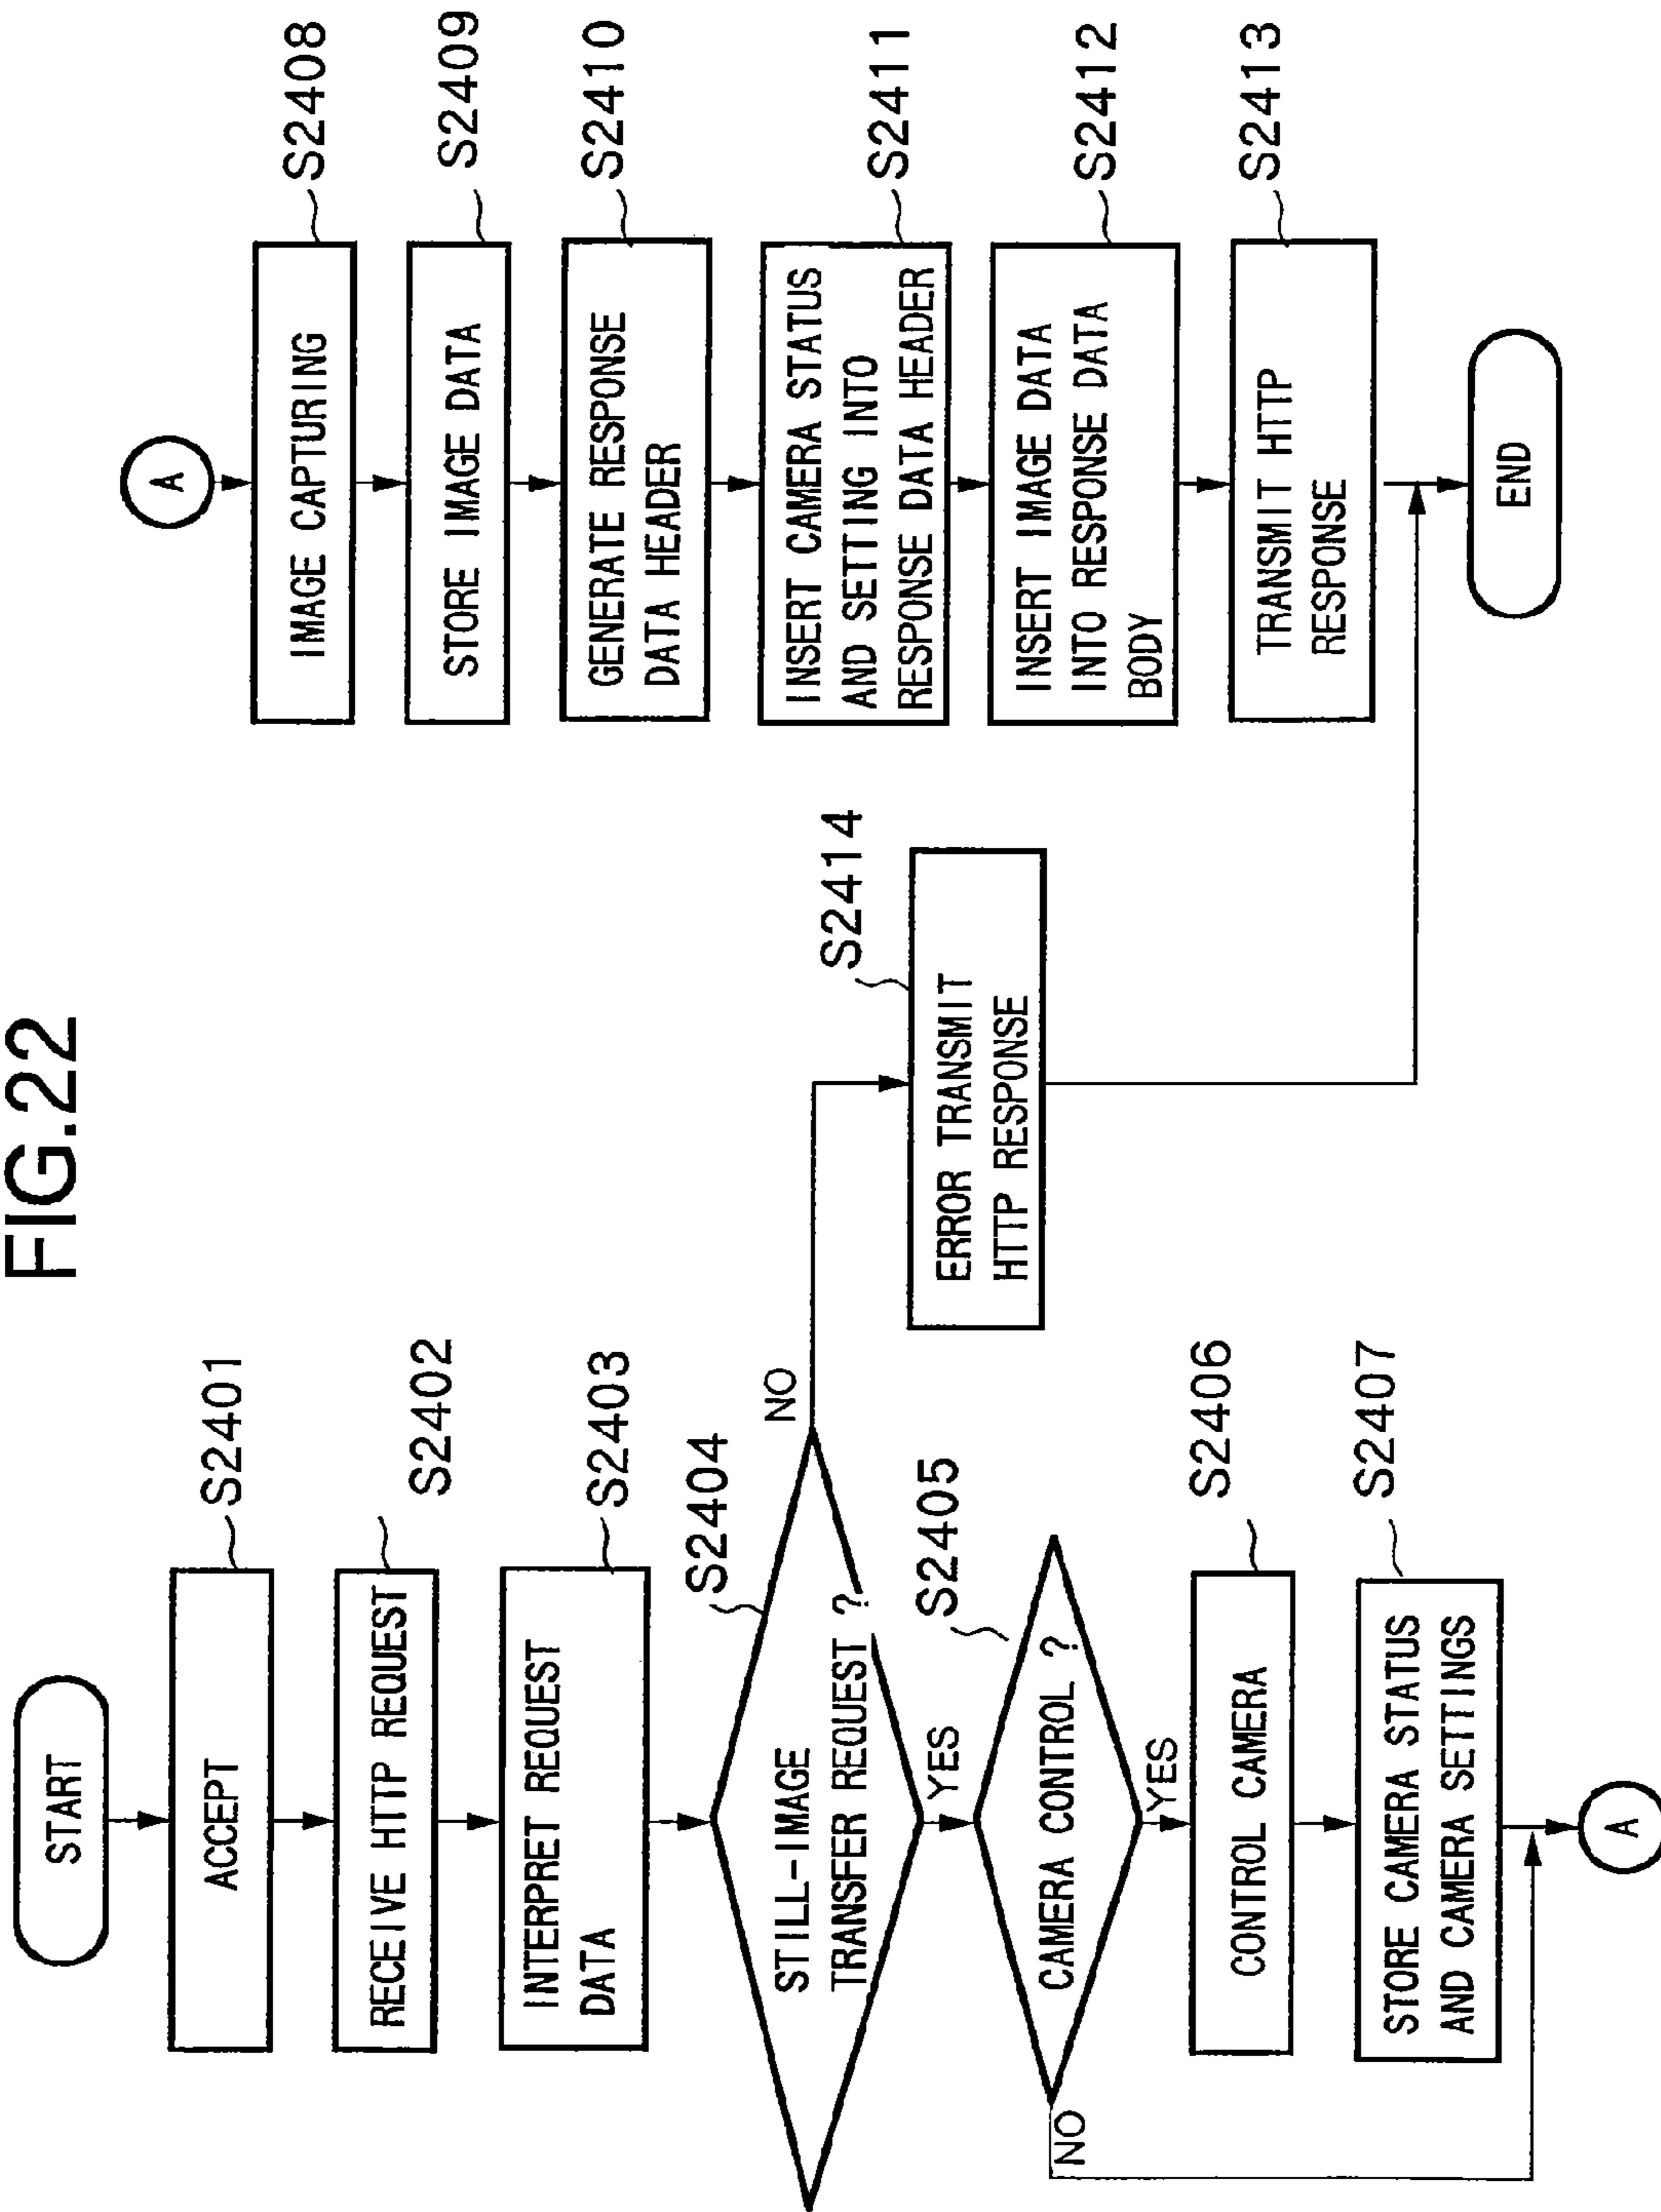 FIG.22
START
ACCEPT
S2401
RECEIVE HTTP REQUEST
S2402
INTERPRET REQUEST
DATA
S2403
STILL-IMAGE
TRANSFER REQUEST ?
S2404
NO
YES
CAMERA CONTROL ?
S2405
NO
YES
CONTROL CAMERA
S2406
STORE CAMERA STATUS
AND CAMERA SETTINGS
S2407
A
ERROR TRANSMIT
HTTP RESPONSE
S2414
A
IMAGE CAPTURING
S2408
STORE IMAGE DATA
S2409
GENERATE RESPONSE
DATA HEADER
S2410
INSERT CAMERA STATUS
AND SETTING INTO
RESPONSE DATA HEADER
S2411
INSERT IMAGE DATA
INTO RESPONSE DATA
BODY
S2412
TRANSMIT HTTP
RESPONSE
S2413
END